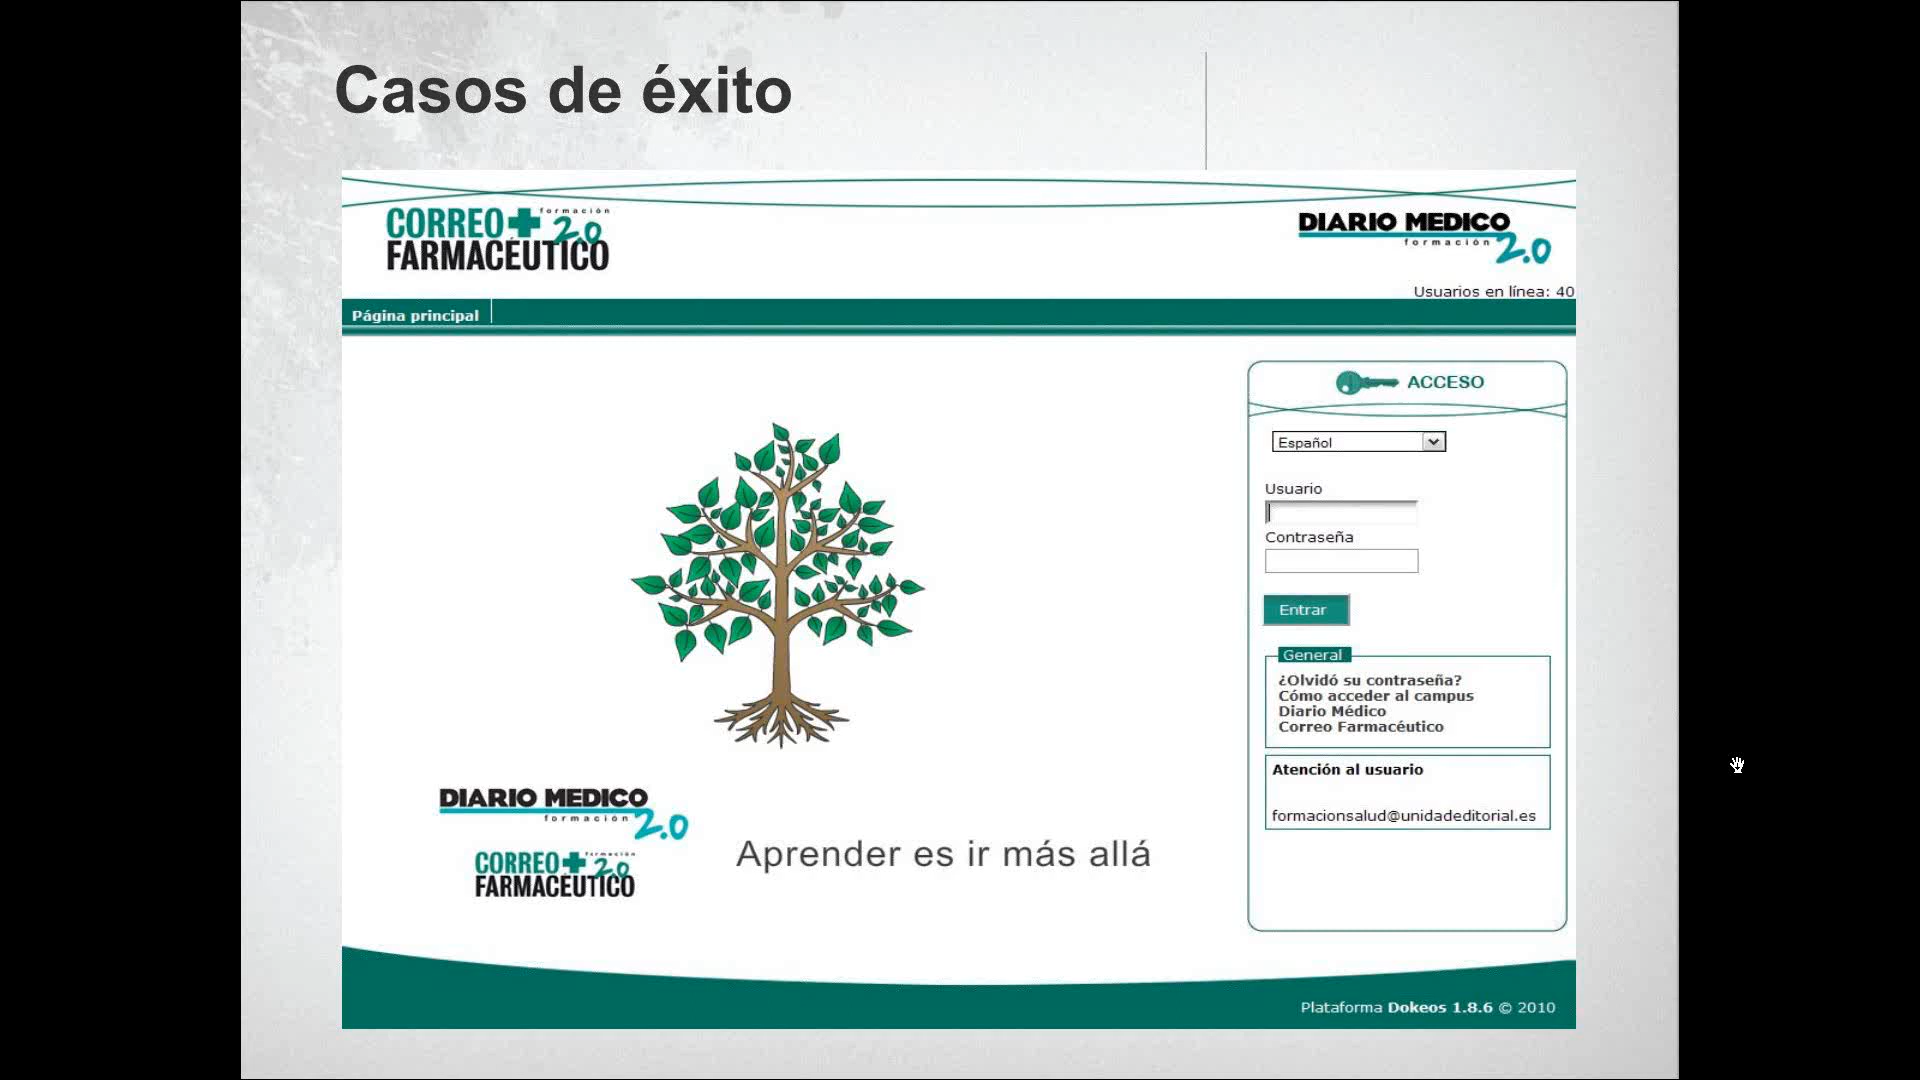 Casos de éxito
CORREO formación 2.0
FARMACÉUTICO
DIARIO MEDICO
formación 2.0
Usuarios en línea: 40
Página principal
ACCESO
Español
Usuario
Contraseña
Entrar
General
¿Olvidó su contraseña?
Cómo acceder al campus
Diario Médico
Correo Farmacéutico
Atención al usuario
formacionsalud@unidadeditorial.es
DIARIO MEDICO
formación 2.0
CORREO formación 2.0
FARMACÉUTICO
Aprender es ir más allá
Plataforma Dokeos 1.8.6 © 2010